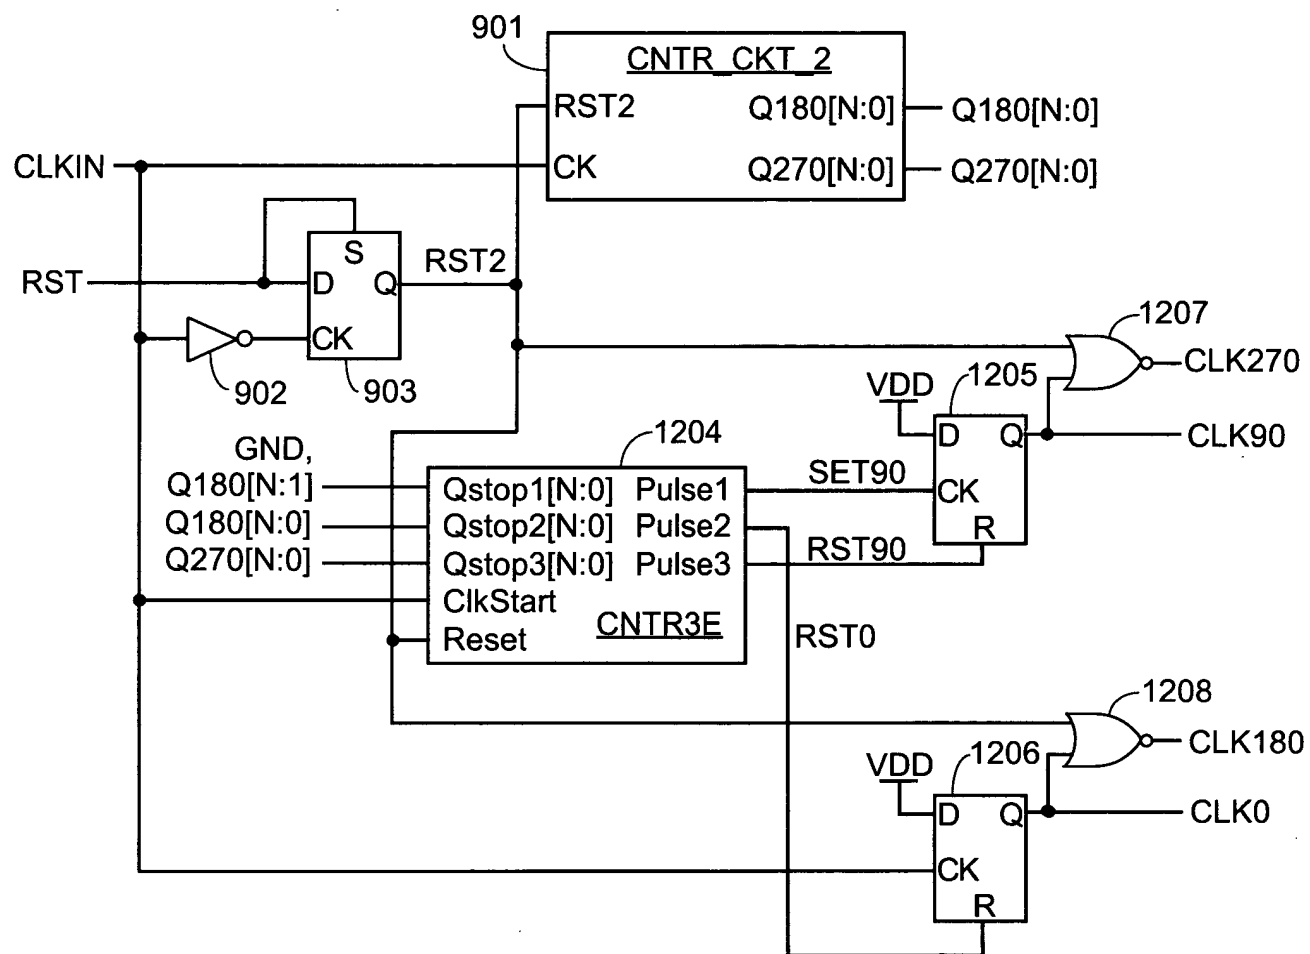 901
CNTR_CKT_2
RST2
Q180[N:0]
Q180[N:0]
CLKIN
CK
Q270[N:0]
Q270[N:0]
S
RST
D
Q
RST2
CK
902
903
1207
CLK270
VDD
1205
D
Q
CLK90
CK
R
GND,
Q180[N:1]
Q180[N:0]
Q270[N:0]
1204
Qstop1[N:0]
Pulse1
Qstop2[N:0]
Pulse2
Qstop3[N:0]
Pulse3
ClkStart
CNTR3E
Reset
SET90
RST90
RST0
1208
CLK180
VDD
1206
D
Q
CLK0
CK
R